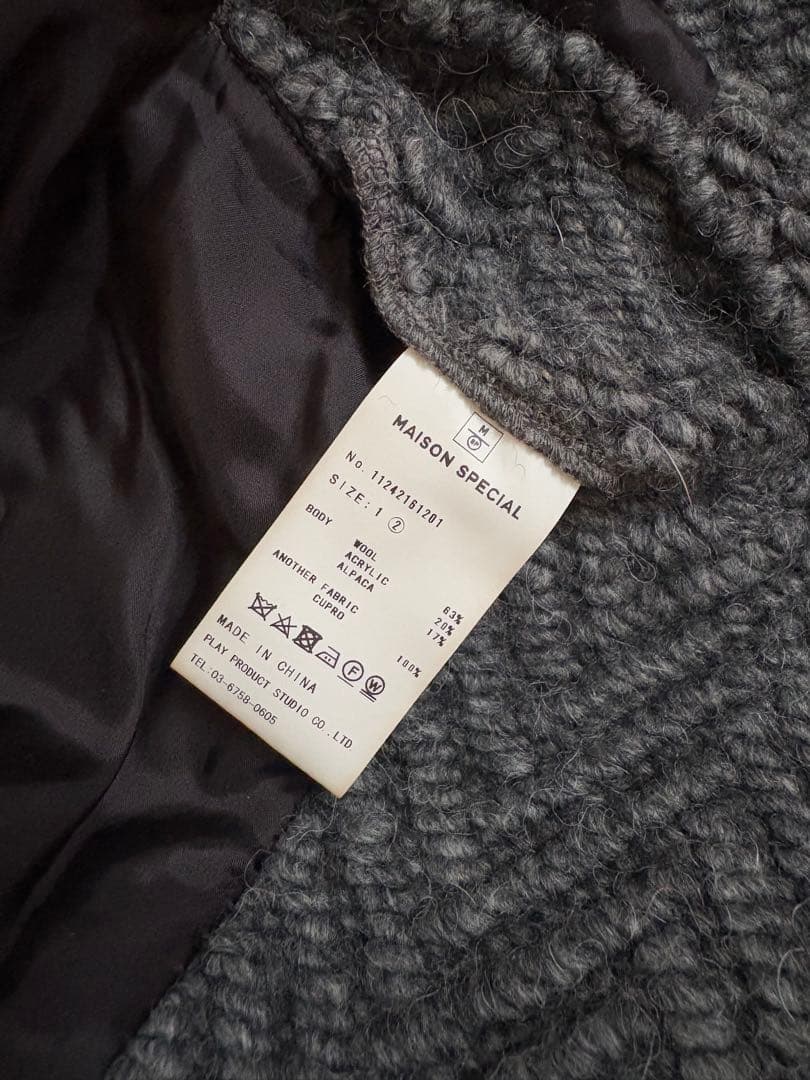 M
SP
MAISON SPECIAL
No. 11242161201
SIZE: 1 ②
BODY
WOOL 63%
ACRYLIC 20%
ALPACA 17%
ANOTHER FABRIC
CUPRO 100%
F W
MADE IN CHINA
PLAY PRODUCT STUDIO CO.,LTD
TEL:03-6758-0605